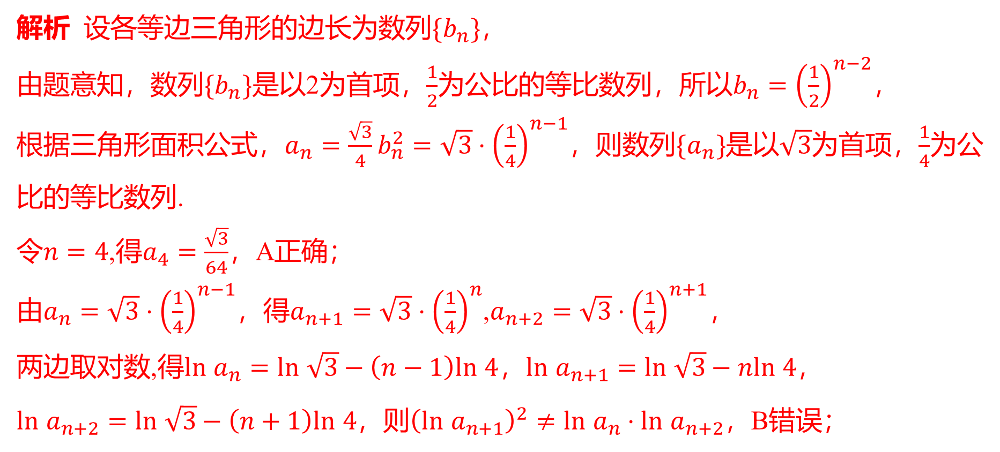 解析 设各等边三角形的边长为数列{bₙ}，
由题意知，数列{bₙ}是以2为首项，$\frac{1}{2}$为公比的等比数列，所以$b_n=\left(\frac{1}{2}\right)^{n-2}$，
根据三角形面积公式，$a_n=\frac{\sqrt{3}}{4}b_n^2=\sqrt{3}\cdot\left(\frac{1}{4}\right)^{n-1}$，则数列{aₙ}是以$\sqrt{3}$为首项，$\frac{1}{4}$为公
比的等比数列.
令$n=4$,得$a_4=\frac{\sqrt{3}}{64}$，A正确；
由$a_n=\sqrt{3}\cdot\left(\frac{1}{4}\right)^{n-1}$，得$a_{n+1}=\sqrt{3}\cdot\left(\frac{1}{4}\right)^{n}$,$a_{n+2}=\sqrt{3}\cdot\left(\frac{1}{4}\right)^{n+1}$，
两边取对数,得$\ln a_n=\ln\sqrt{3}-(n-1)\ln 4$，$\ln a_{n+1}=\ln\sqrt{3}-n\ln 4$，
$\ln a_{n+2}=\ln\sqrt{3}-(n+1)\ln 4$，则$(\ln a_{n+1})^2\neq\ln a_n\cdot\ln a_{n+2}$，B错误；